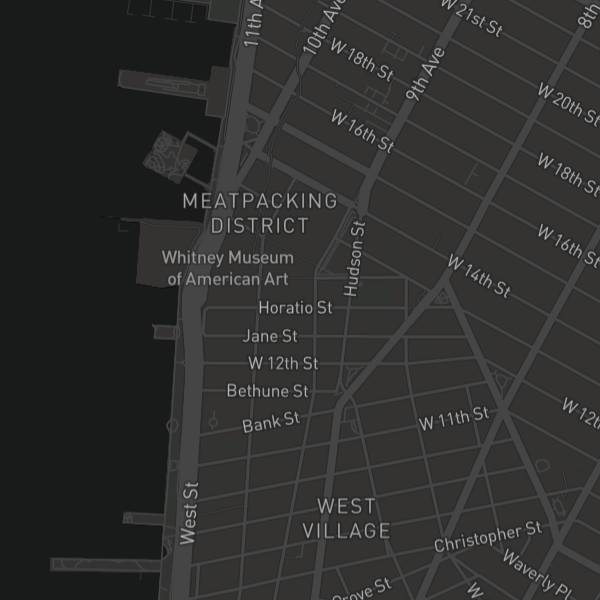 11th A
10th Ave
W 21st St
8th
W 18th St
9th Ave
W 20th St
W 16th St
W 18th St
MEATPACKING
DISTRICT
W 16th St
Whitney Museum
of American Art
Hudson St
W 14th St
Horatio St
Jane St
W 12th St
Bethune St
Bank St
W 11th St
W 12th
West St
WEST
VILLAGE
Christopher St
Waverly Pl
Grove St
W